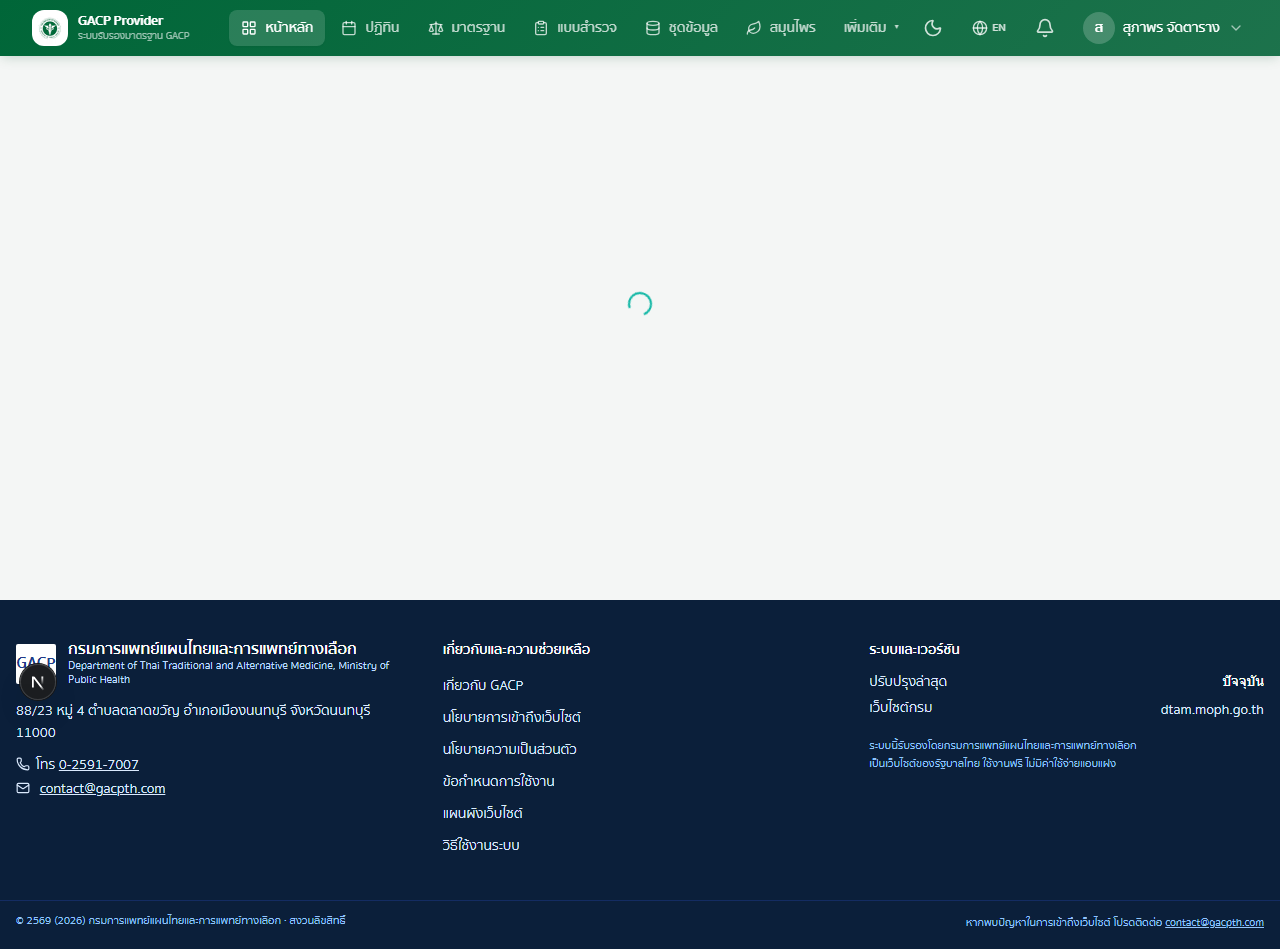 GACP Provider
ระบบรับรองมาตรฐาน GACP
หน้าหลัก
ปฏิทิน
มาตรฐาน
แบบสำรวจ
ชุดข้อมูล
สมุนไพร
เพิ่มเติม
EN
ส
สุภาพร จัดตาราง
GACP
N
กรมการแพทย์แผนไทยและการแพทย์ทางเลือก
Department of Thai Traditional and Alternative Medicine, Ministry of
Public Health
88/23 หมู่ 4 ตำบลตลาดขวัญ อำเภอเมืองนนทบุรี จังหวัดนนทบุรี
11000
โทร 0-2591-7007
contact@gacpth.com
เกี่ยวกับและความช่วยเหลือ
เกี่ยวกับ GACP
นโยบายการเข้าถึงเว็บไซต์
นโยบายความเป็นส่วนตัว
ข้อกำหนดการใช้งาน
แผนผังเว็บไซต์
วิธีใช้งานระบบ
ระบบและเวอร์ชัน
ปรับปรุงล่าสุด ปัจจุบัน
เว็บไซต์กรม dtam.moph.go.th
ระบบนี้รับรองโดยกรมการแพทย์แผนไทยและการแพทย์ทางเลือก
เป็นเว็บไซต์ของรัฐบาลไทย ใช้งานฟรี ไม่มีค่าใช้จ่ายแอบแฝง
© 2569 (2026) กรมการแพทย์แผนไทยและการแพทย์ทางเลือก · สงวนลิขสิทธิ์
หากพบปัญหาในการเข้าถึงเว็บไซต์ โปรดติดต่อ contact@gacpth.com